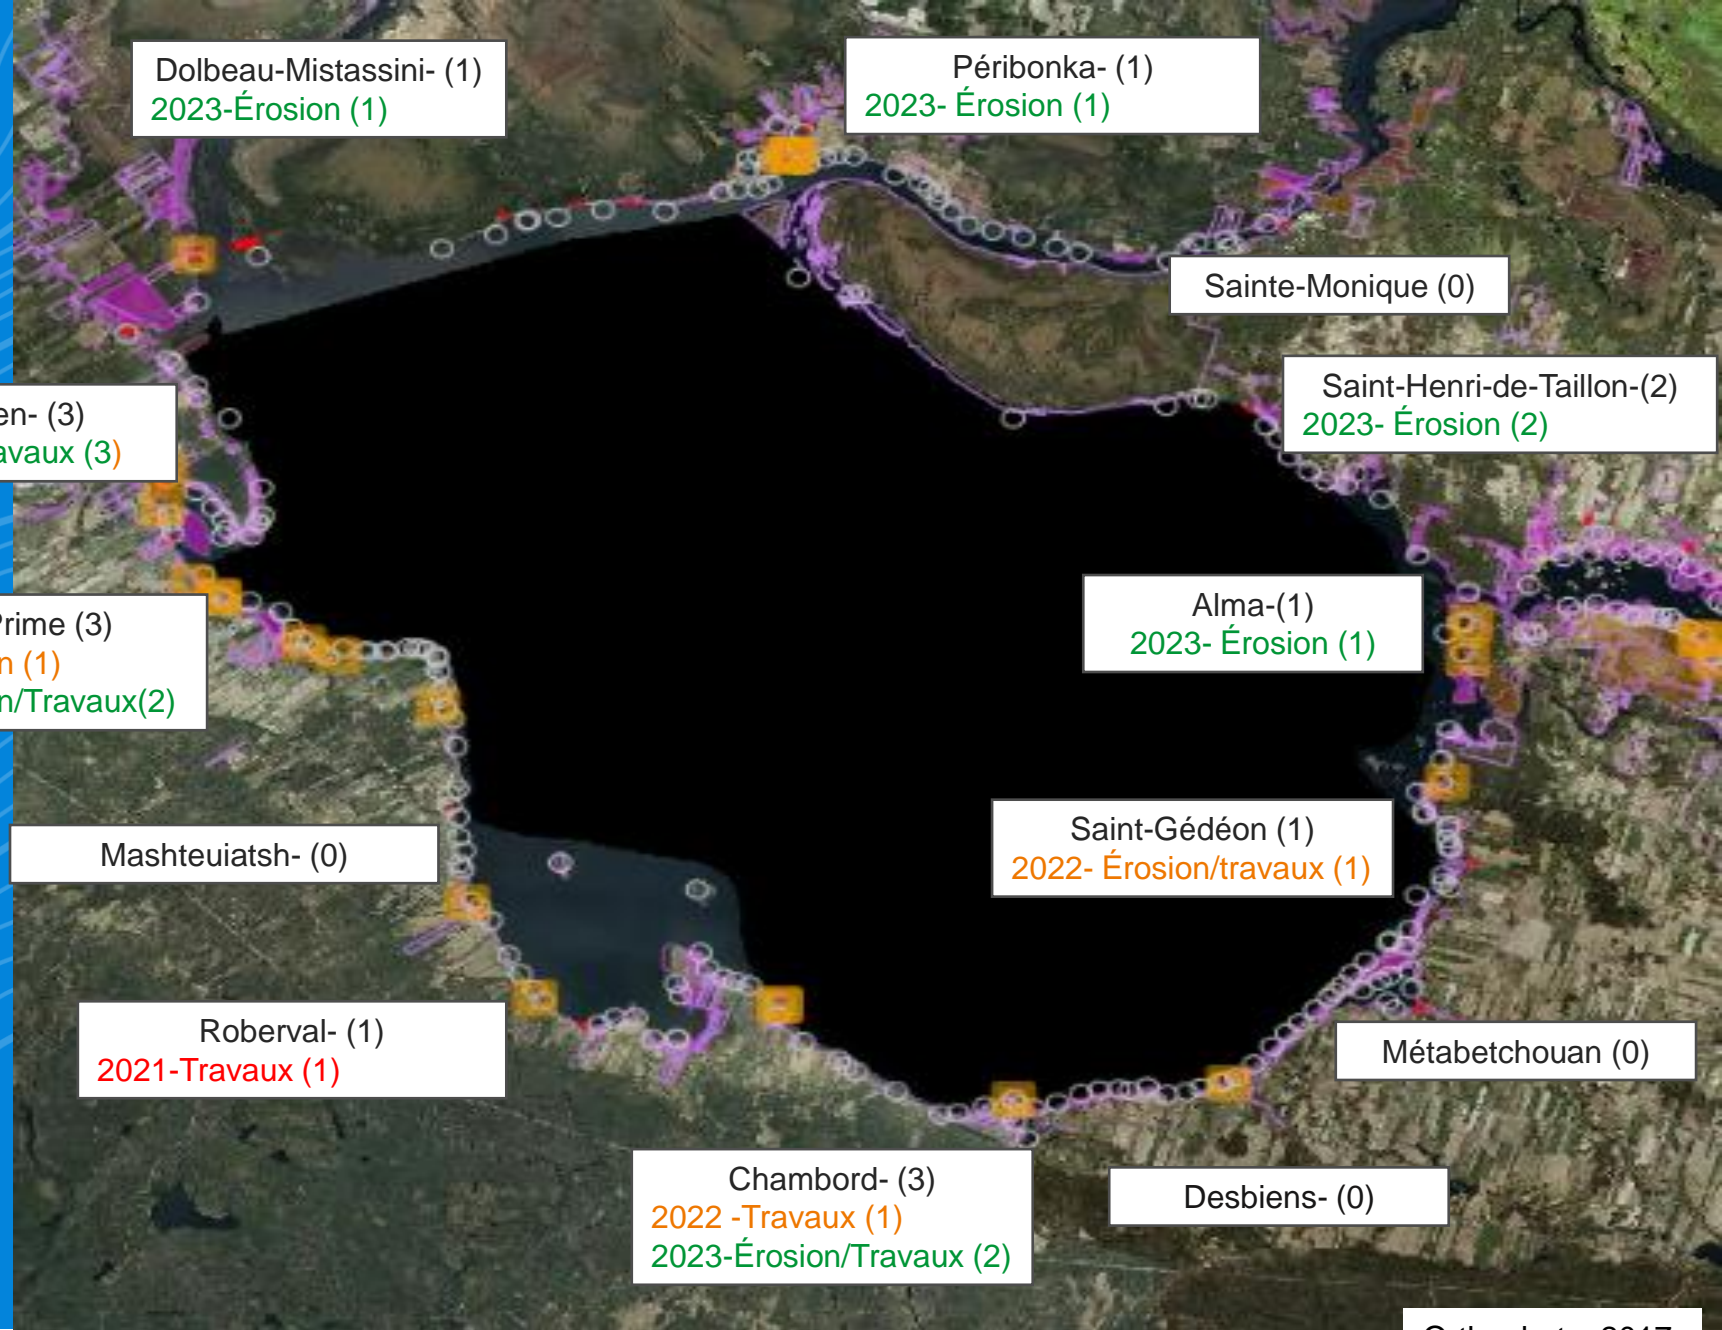 Dolbeau-Mistassini- (1)
2023-Érosion (1)
Péribonka- (1)
2023- Érosion (1)
Sainte-Monique (0)
Saint-Henri-de-Taillon-(2)
2023- Érosion (2)
en- (3)
avaux (3)
Alma-(1)
2023- Érosion (1)
Prime (3)
n (1)
n/Travaux(2)
Saint-Gédéon (1)
2022- Érosion/travaux (1)
Mashteuiatsh- (0)
Roberval- (1)
2021-Travaux (1)
Métabetchouan (0)
Chambord- (3)
2022 -Travaux (1)
2023-Érosion/Travaux (2)
Desbiens- (0)